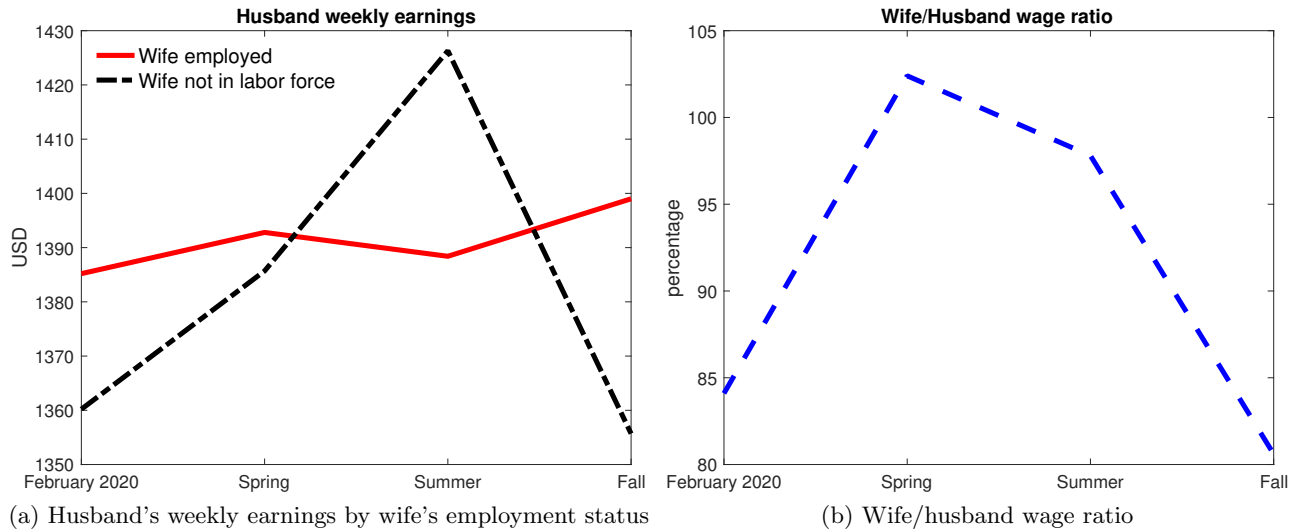 Husband weekly earnings
Wife employed
Wife not in labor force
USD
1430
1420
1410
1400
1390
1380
1370
1360
1350
February 2020 Spring Summer Fall
(a) Husband's weekly earnings by wife's employment status
Wife/Husband wage ratio
percentage
105
100
95
90
85
80
February 2020 Spring Summer Fall
(b) Wife/husband wage ratio